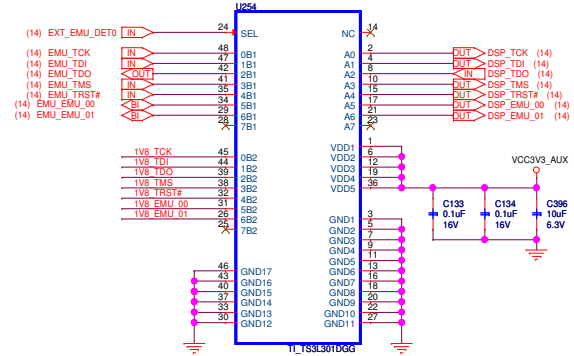 U254
(14) EXT_EMU_DET0 IN 24 SEL NC 14
(14) EMU_TCK IN 48 0B1 A0 2 OUT DSP_TCK (14)
(14) EMU_TDI IN 47 1B1 A1 4 OUT DSP_TDI (14)
(14) EMU_TDO OUT 42 2B1 A2 8 IN DSP_TDO (14)
(14) EMU_TMS IN 41 3B1 A3 10 OUT DSP_TMS (14)
(14) EMU_TRST# IN 35 4B1 A4 15 OUT DSP_TRST# (14)
(14) EMU_EMU_00 BI 34 5B1 A5 17 OUT DSP_EMU_00 (14)
(14) EMU_EMU_01 BI 29 6B1 A6 21 OUT DSP_EMU_01 (14)
28 7B1 A7 23
VDD1 1
1V8_TCK 45 0B2 VDD2 6
1V8_TDI 44 1B2 VDD3 12
1V8_TDO 39 2B2 VDD4 19
1V8_TMS 38 3B2 VDD5 36
VCC3V3_AUX
1V8_TRST# 32 4B2
1V8_EMU_00 31 5B2
1V8_EMU_01 26 6B2
25 7B2
C133 C134 C396
0.1uF 0.1uF 10uF
16V 16V 6.3V
GND1 3
GND2 5
GND3 7
GND4 9
GND5 11
46 GND17 GND6 13
43 GND16 GND7 16
40 GND15 GND8 18
37 GND14 GND9 20
33 GND13 GND10 22
30 GND12 GND11 27
TI_TS3L301DGG